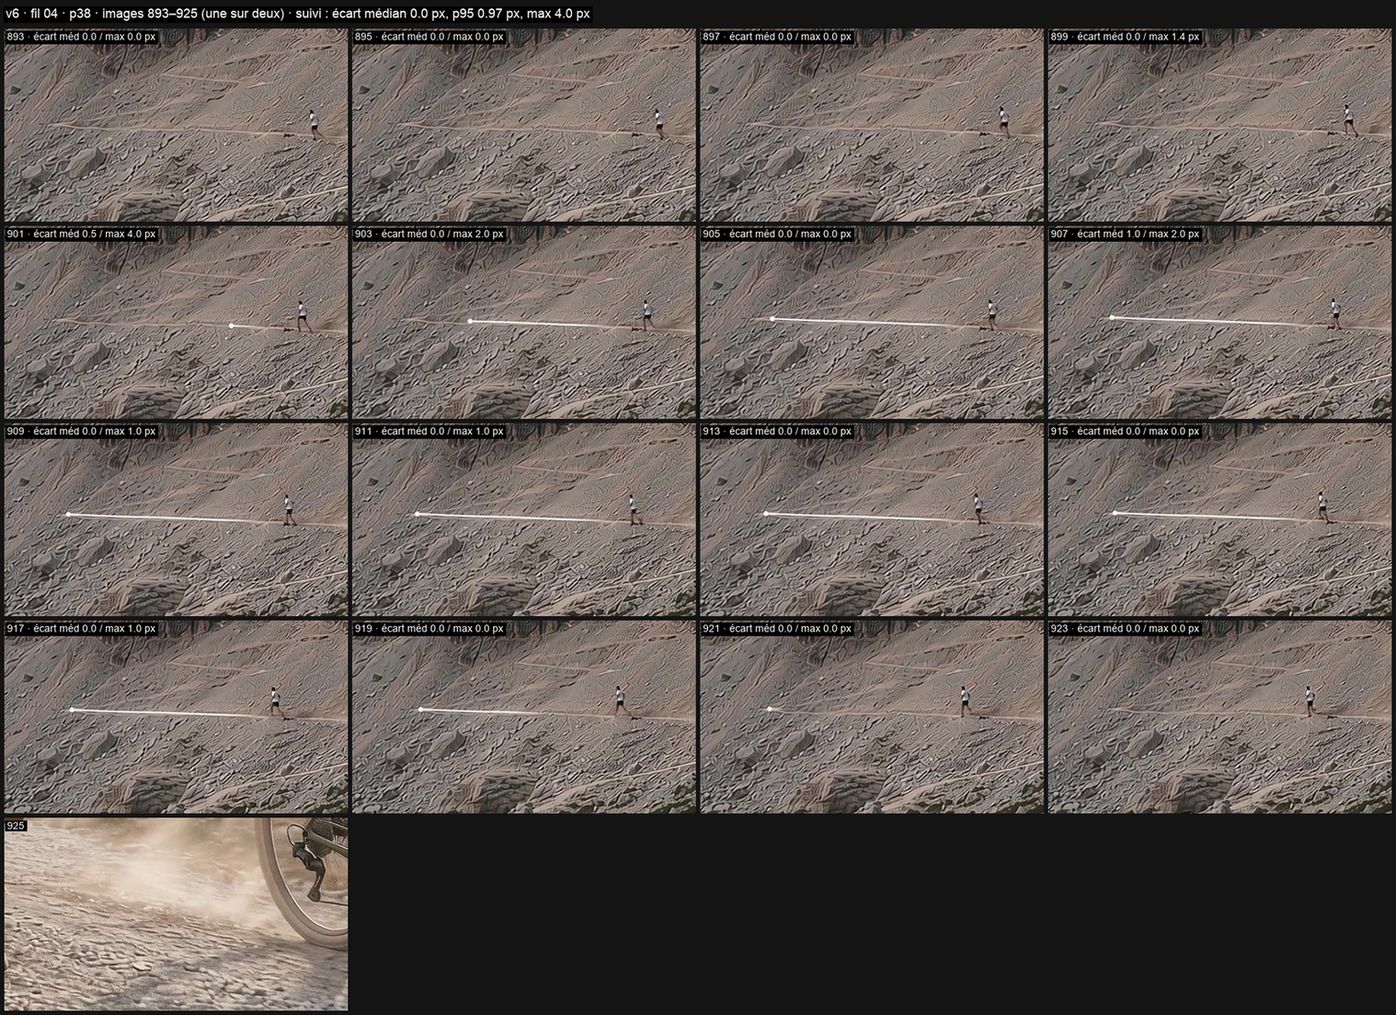 v6 · fil 04 · p38 · images 893–925 (une sur deux) · suivi : écart médian 0.0 px, p95 0.97 px, max 4.0 px
893 · écart méd 0.0 / max 0.0 px
895 · écart méd 0.0 / max 0.0 px
897 · écart méd 0.0 / max 0.0 px
899 · écart méd 0.0 / max 1.4 px
901 · écart méd 0.5 / max 4.0 px
903 · écart méd 0.0 / max 2.0 px
905 · écart méd 0.0 / max 0.0 px
907 · écart méd 1.0 / max 2.0 px
909 · écart méd 0.0 / max 1.0 px
911 · écart méd 0.0 / max 1.0 px
913 · écart méd 0.0 / max 0.0 px
915 · écart méd 0.0 / max 0.0 px
917 · écart méd 0.0 / max 1.0 px
919 · écart méd 0.0 / max 0.0 px
921 · écart méd 0.0 / max 0.0 px
923 · écart méd 0.0 / max 0.0 px
925